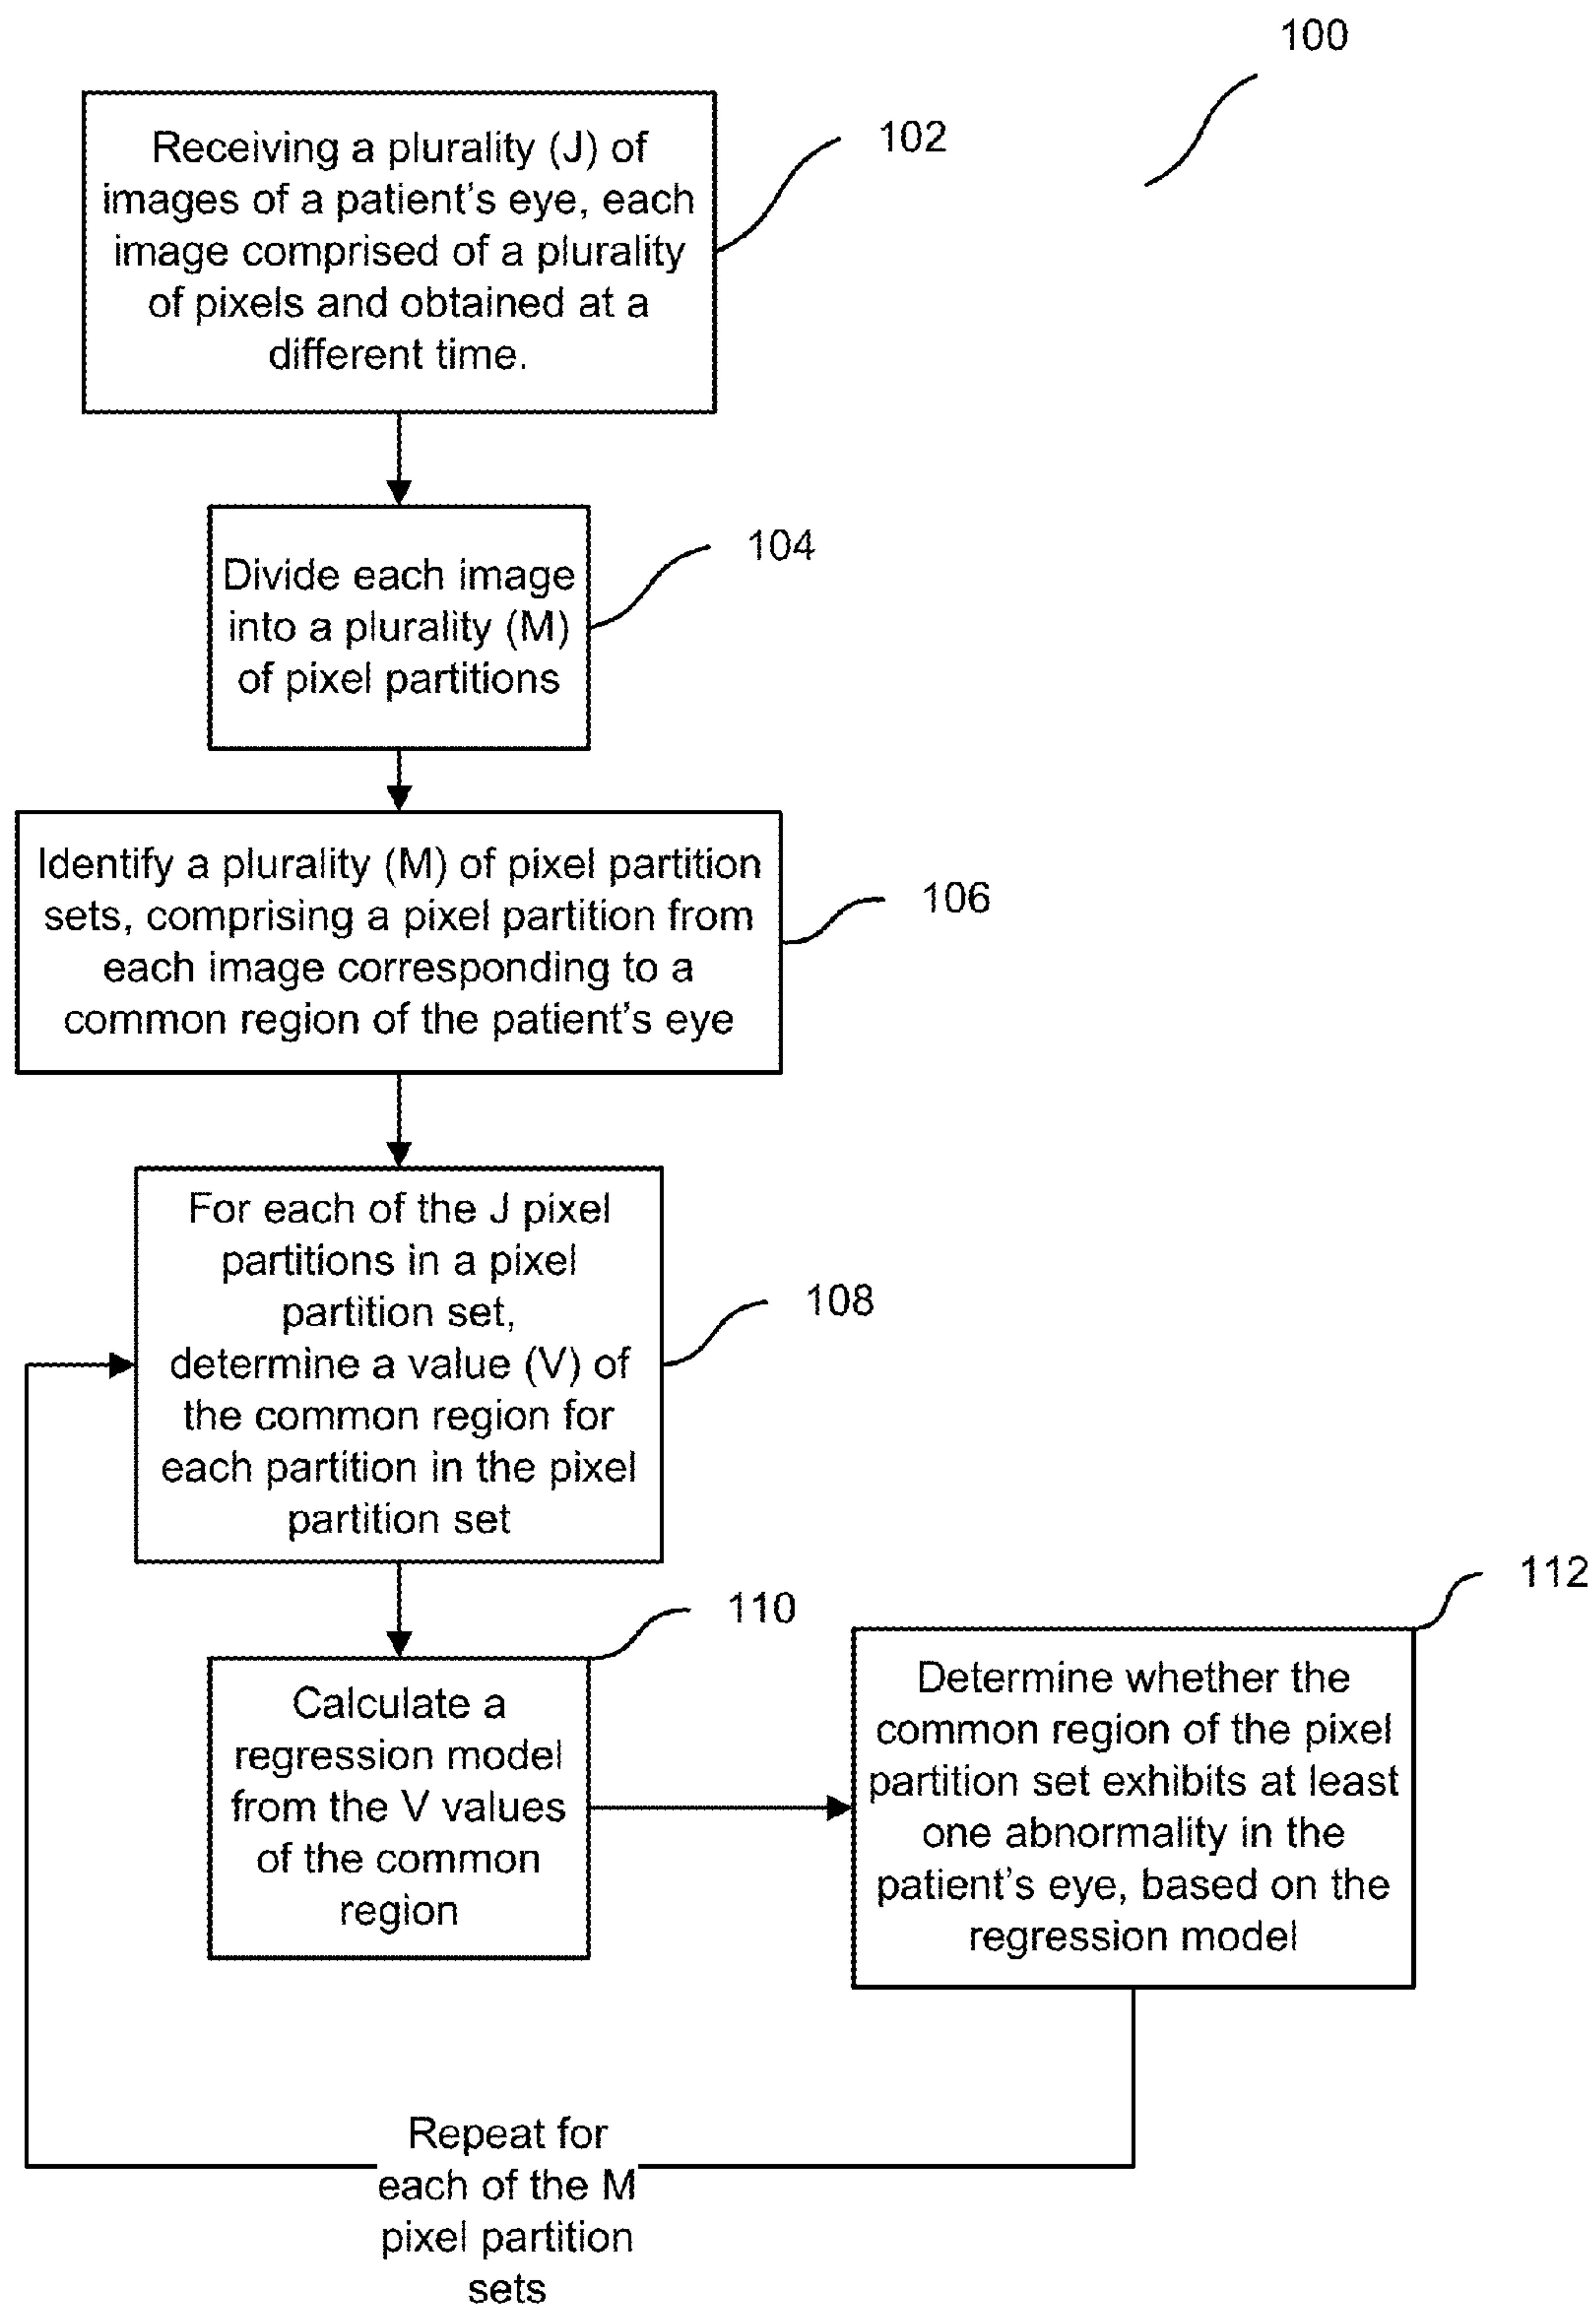 100
Receiving a plurality (J) of
images of a patient's eye, each
image comprised of a plurality
of pixels and obtained at a
different time.
102
Divide each image
into a plurality (M)
of pixel partitions
104
Identify a plurality (M) of pixel partition
sets, comprising a pixel partition from
each image corresponding to a
common region of the patient's eye
106
For each of the J pixel
partitions in a pixel
partition set,
determine a value (V) of
the common region for
each partition in the pixel
partition set
108
Calculate a
regression model
from the V values
of the common
region
110
Determine whether the
common region of the pixel
partition set exhibits at least
one abnormality in the
patient's eye, based on the
regression model
112
Repeat for
each of the M
pixel partition
sets